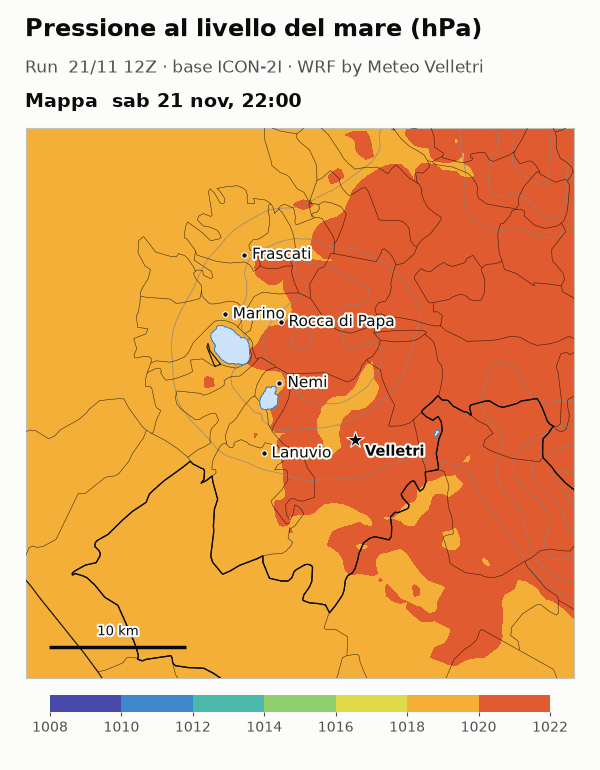 Pressione al livello del mare (hPa)
Run  21/11 12Z · base ICON-2I · WRF by Meteo Velletri
Mappa  sab 21 nov, 22:00
Frascati
Marino
Rocca di Papa
Nemi
Velletri
Lanuvio
10 km
1008 1010 1012 1014 1016 1018 1020 1022